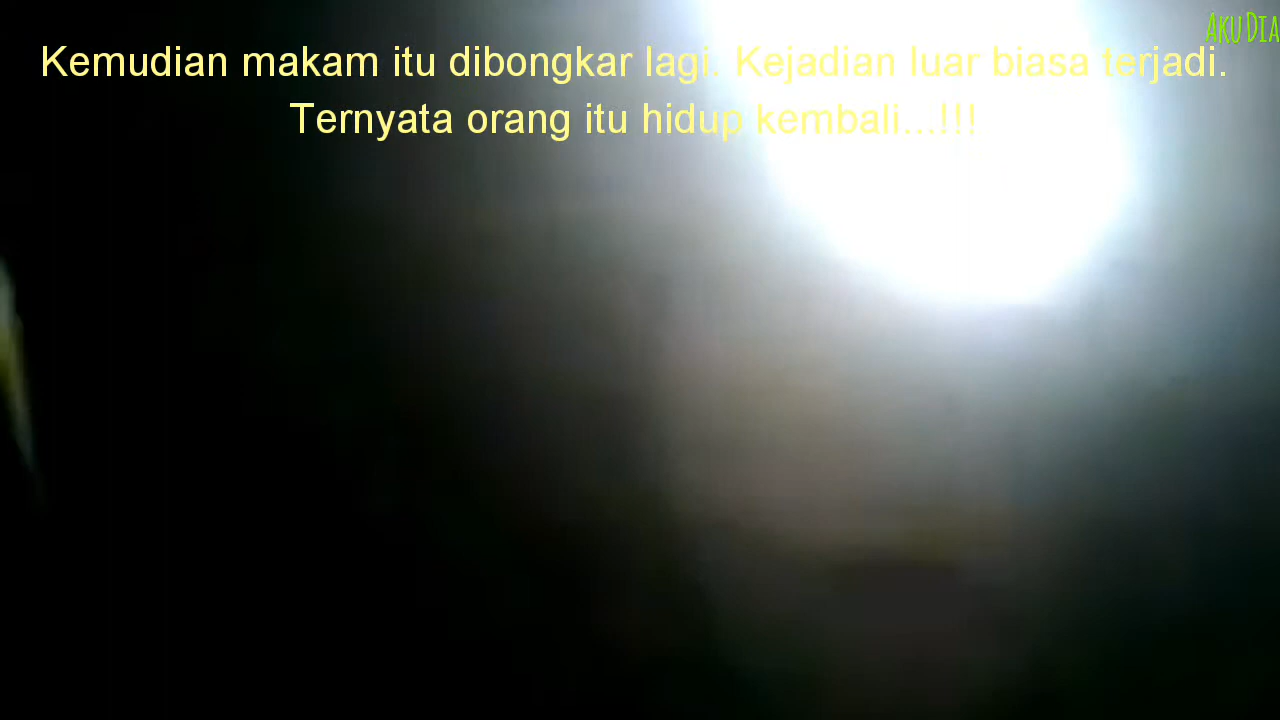 AKU DIA
Kemudian makam itu dibongkar lagi. Kejadian luar biasa terjadi.
Ternyata orang itu hidup kembali...!!!